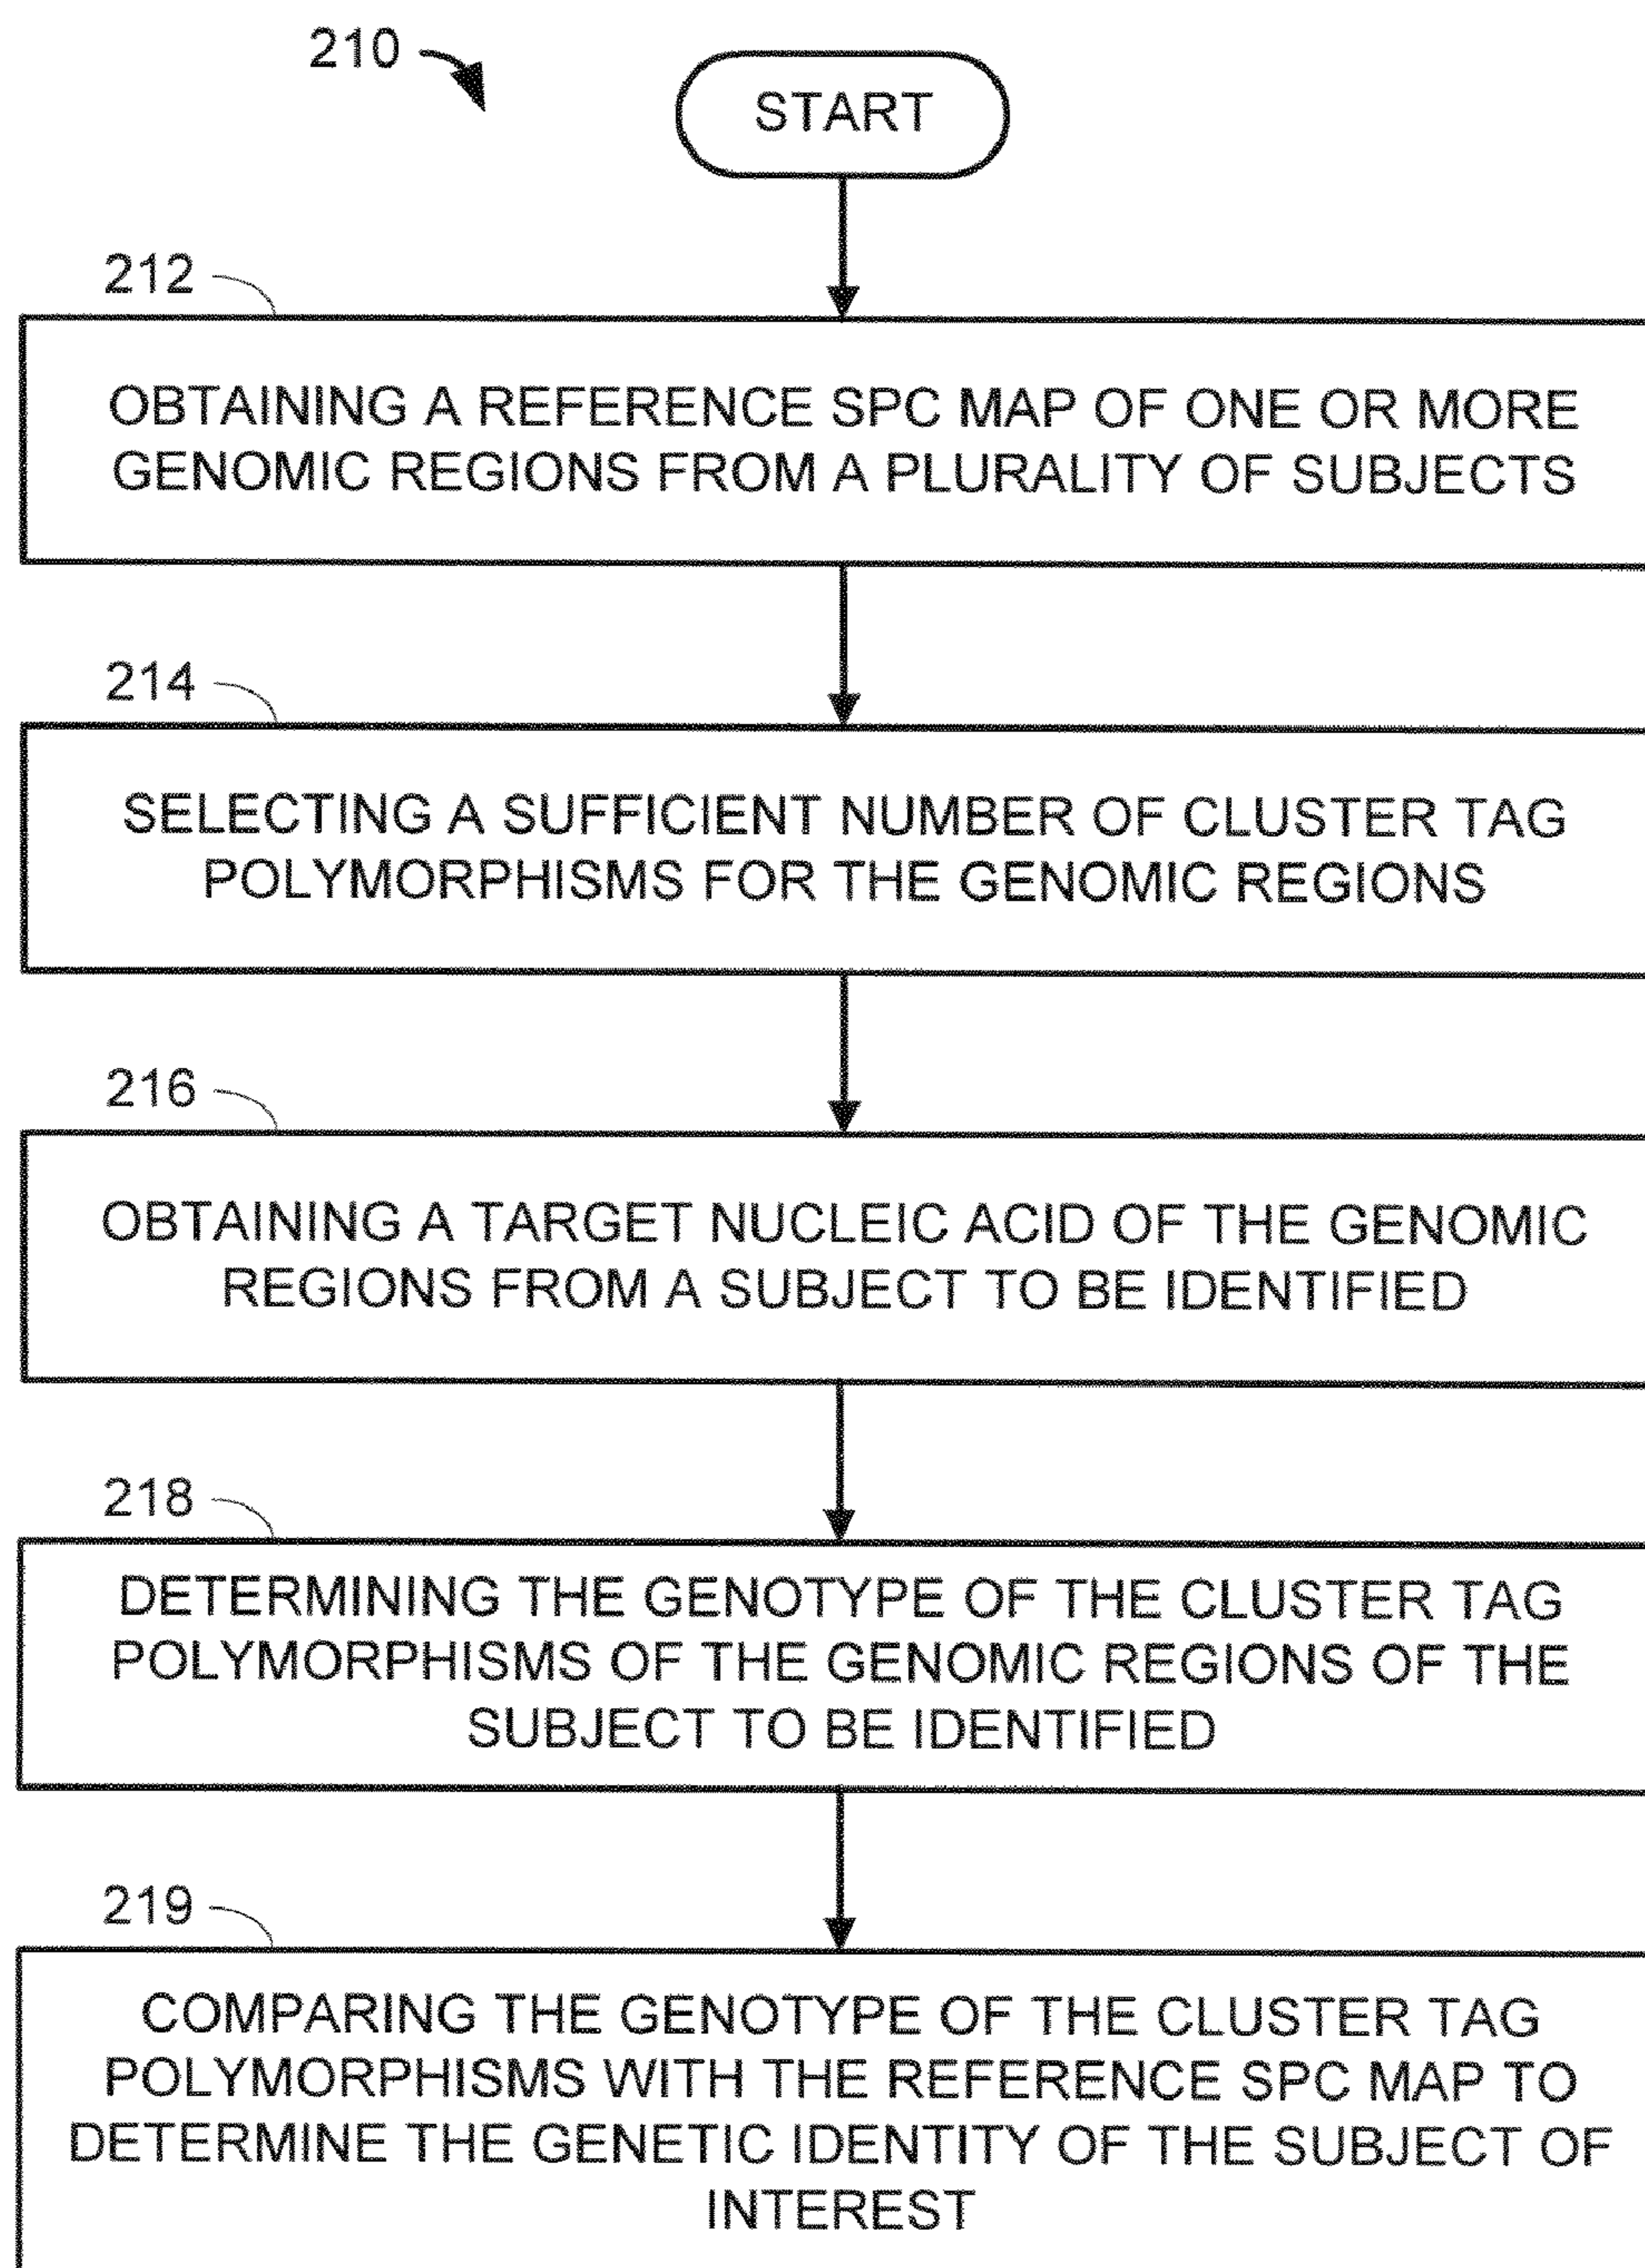 210
START
212
OBTAINING A REFERENCE SPC MAP OF ONE OR MORE
GENOMIC REGIONS FROM A PLURALITY OF SUBJECTS
214
SELECTING A SUFFICIENT NUMBER OF CLUSTER TAG
POLYMORPHISMS FOR THE GENOMIC REGIONS
216
OBTAINING A TARGET NUCLEIC ACID OF THE GENOMIC
REGIONS FROM A SUBJECT TO BE IDENTIFIED
218
DETERMINING THE GENOTYPE OF THE CLUSTER TAG
POLYMORPHISMS OF THE GENOMIC REGIONS OF THE
SUBJECT TO BE IDENTIFIED
219
COMPARING THE GENOTYPE OF THE CLUSTER TAG
POLYMORPHISMS WITH THE REFERENCE SPC MAP TO
DETERMINE THE GENETIC IDENTITY OF THE SUBJECT OF
INTEREST